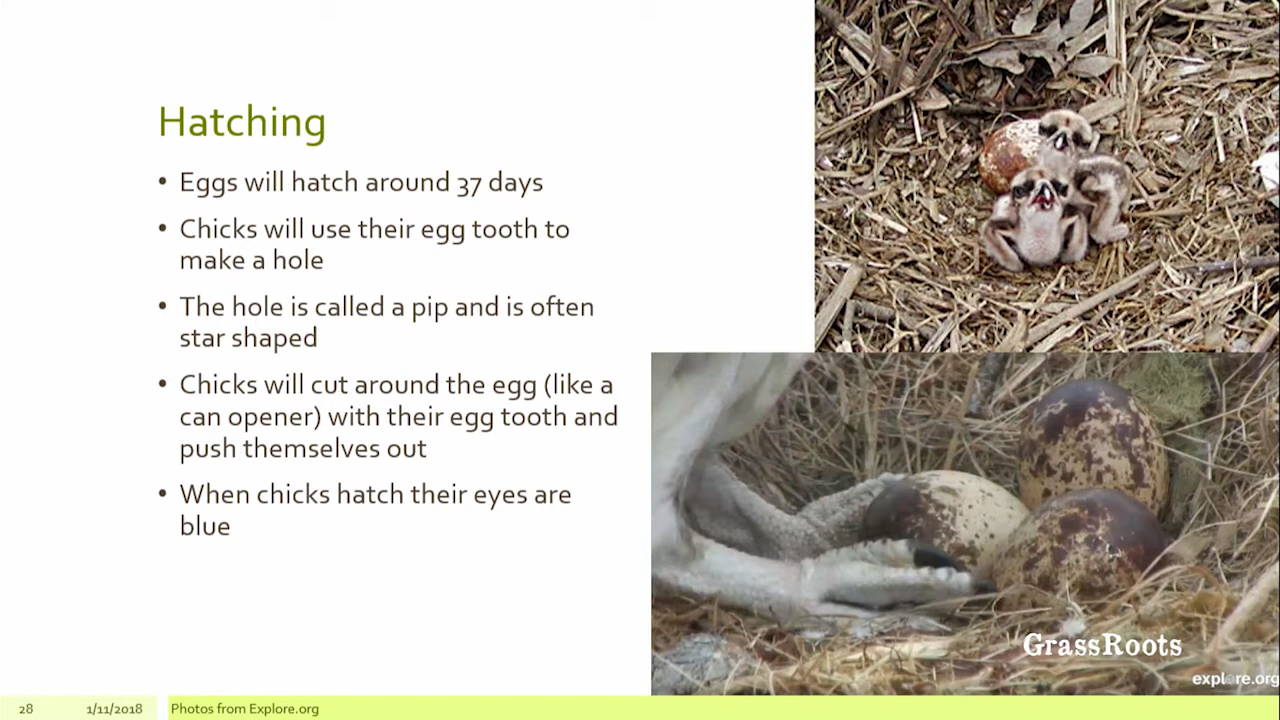 Hatching
• Eggs will hatch around 37 days
• Chicks will use their egg tooth to
make a hole
• The hole is called a pip and is often
star shaped
• Chicks will cut around the egg (like a
can opener) with their egg tooth and
push themselves out
• When chicks hatch their eyes are
blue
GrassRoots
explore.org
28 1/11/2018 Photos from Explore.org